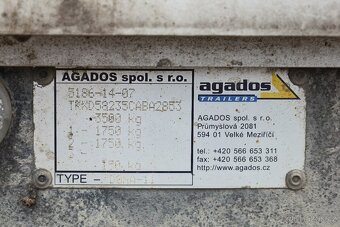 AGADOS spol. s r.o.
5186-14-07
3500 kg
1 - 1750 kg
2 - 1750 kg
kg
TYPE -
agados
TRAILERS
AGADOS spol. s r.o.
Průmyslová 2081
594 01 Velké Meziříčí
tel.: +420 566 653 311
fax: +420 566 653 368
http://www.agados.cz